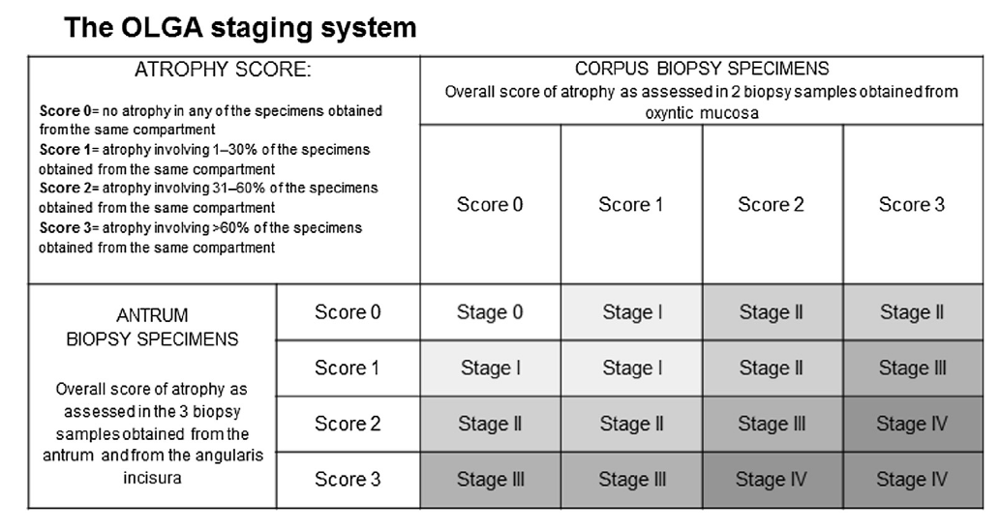 The OLGA staging system
ATROPHY SCORE:
Score 0= no atrophy in any of the specimens obtained
from the same compartment
Score 1= atrophy involving 1–30% of the specimens
obtained from the same compartment
Score 2= atrophy involving 31–60% of the specimens
obtained from the same compartment
Score 3= atrophy involving >60% of the specimens
obtained from the same compartment
CORPUS BIOPSY SPECIMENS
Overall score of atrophy as assessed in 2 biopsy samples obtained from
oxyntic mucosa
Score 0 Score 1 Score 2 Score 3
ANTRUM
BIOPSY SPECIMENS
Overall score of atrophy as
assessed in the 3 biopsy
samples obtained from the
antrum and from the angularis
incisura
Score 0 Stage 0 Stage I Stage II Stage II
Score 1 Stage I Stage I Stage II Stage III
Score 2 Stage II Stage II Stage III Stage IV
Score 3 Stage III Stage III Stage IV Stage IV